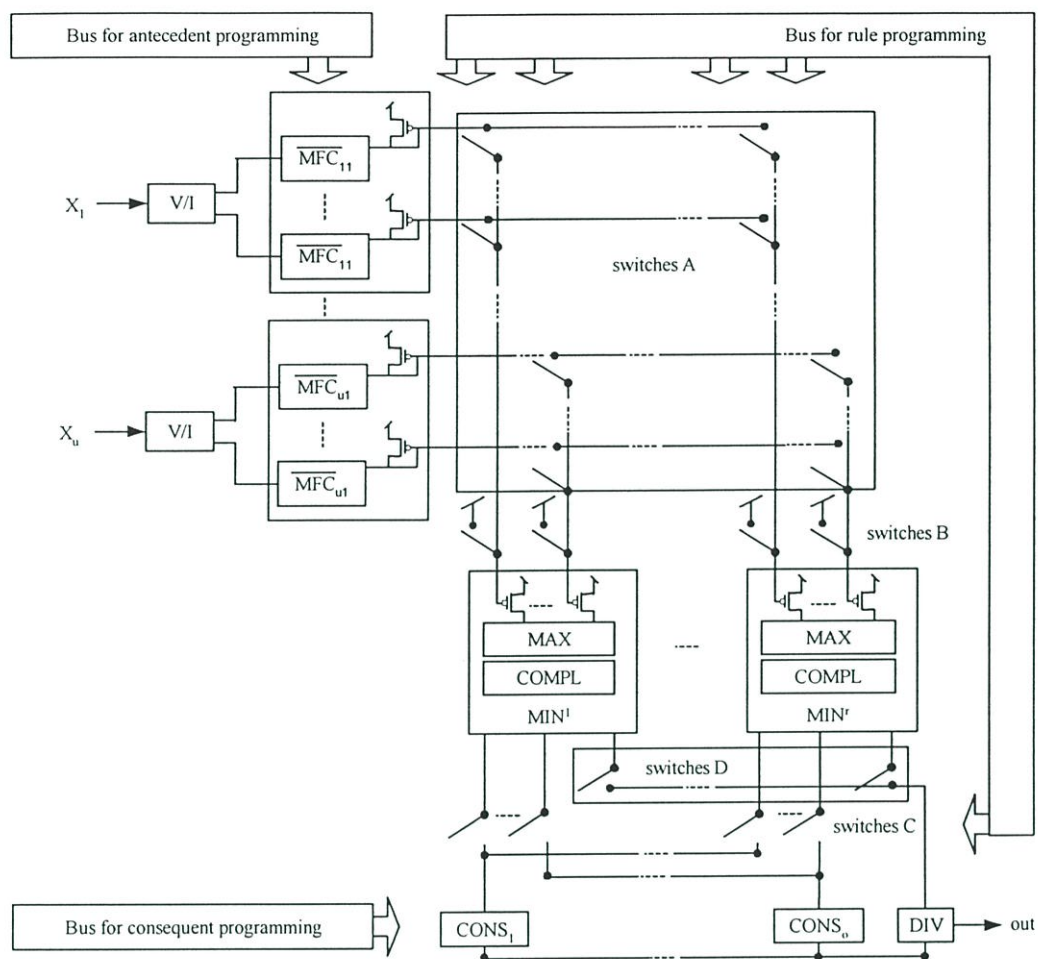 Bus for antecedent programming
Bus for rule programming
MFC₁₁
X₁
V/I
MFC₁₁
switches A
MFCᵤ₁
Xᵤ
V/I
MFCᵤ₁
switches B
MAX
MAX
COMPL
COMPL
MIN¹
MINʳ
switches D
switches C
Bus for consequent programming
CONS₁
CONSₒ
DIV
out